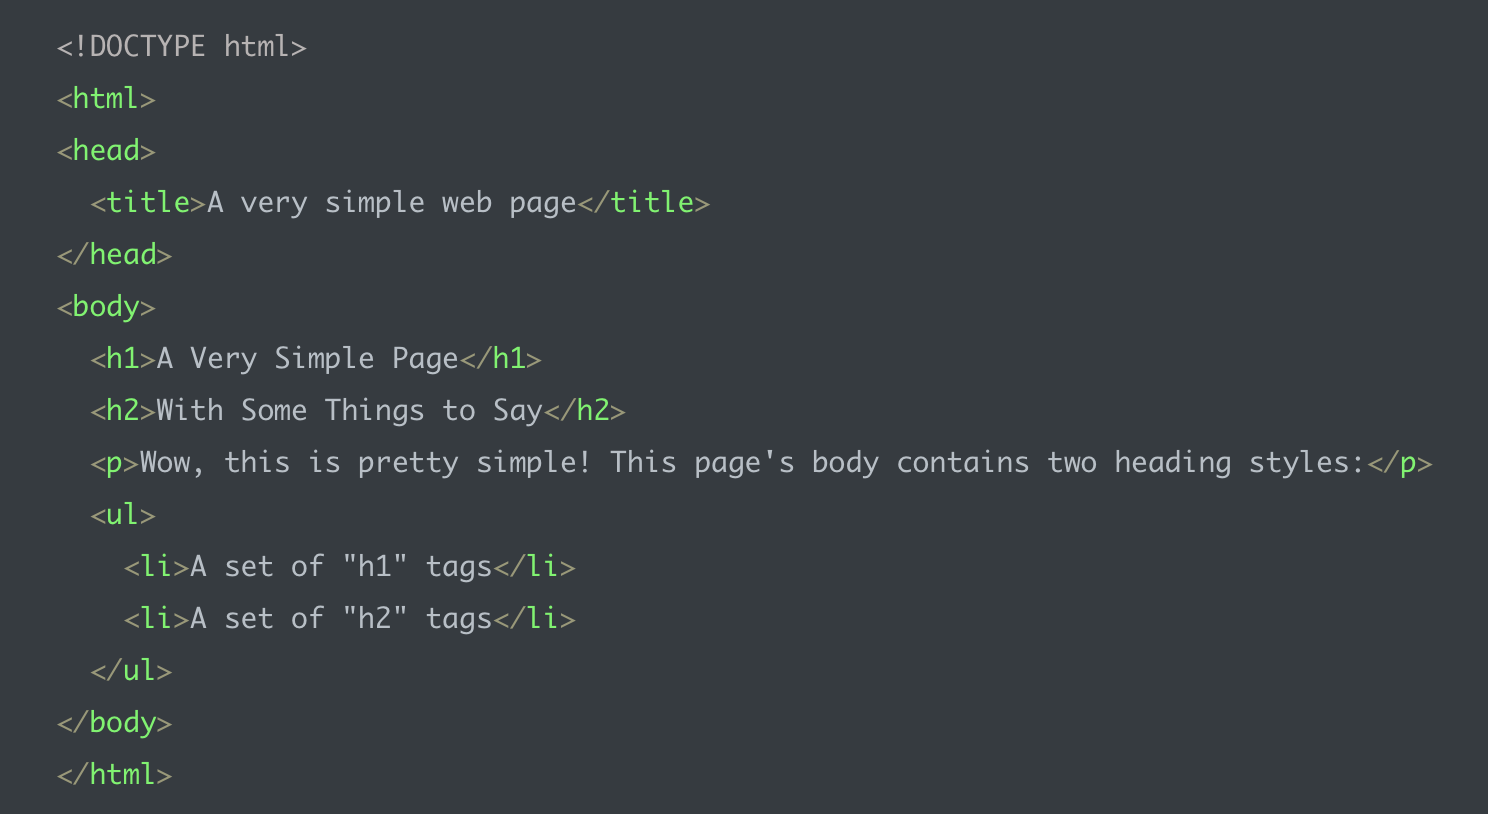 <!DOCTYPE html>
<html>
<head>
  <title>A very simple web page</title>
</head>
<body>
  <h1>A Very Simple Page</h1>
  <h2>With Some Things to Say</h2>
  <p>Wow, this is pretty simple! This page's body contains two heading styles:</p>
  <ul>
    <li>A set of "h1" tags</li>
    <li>A set of "h2" tags</li>
  </ul>
</body>
</html>